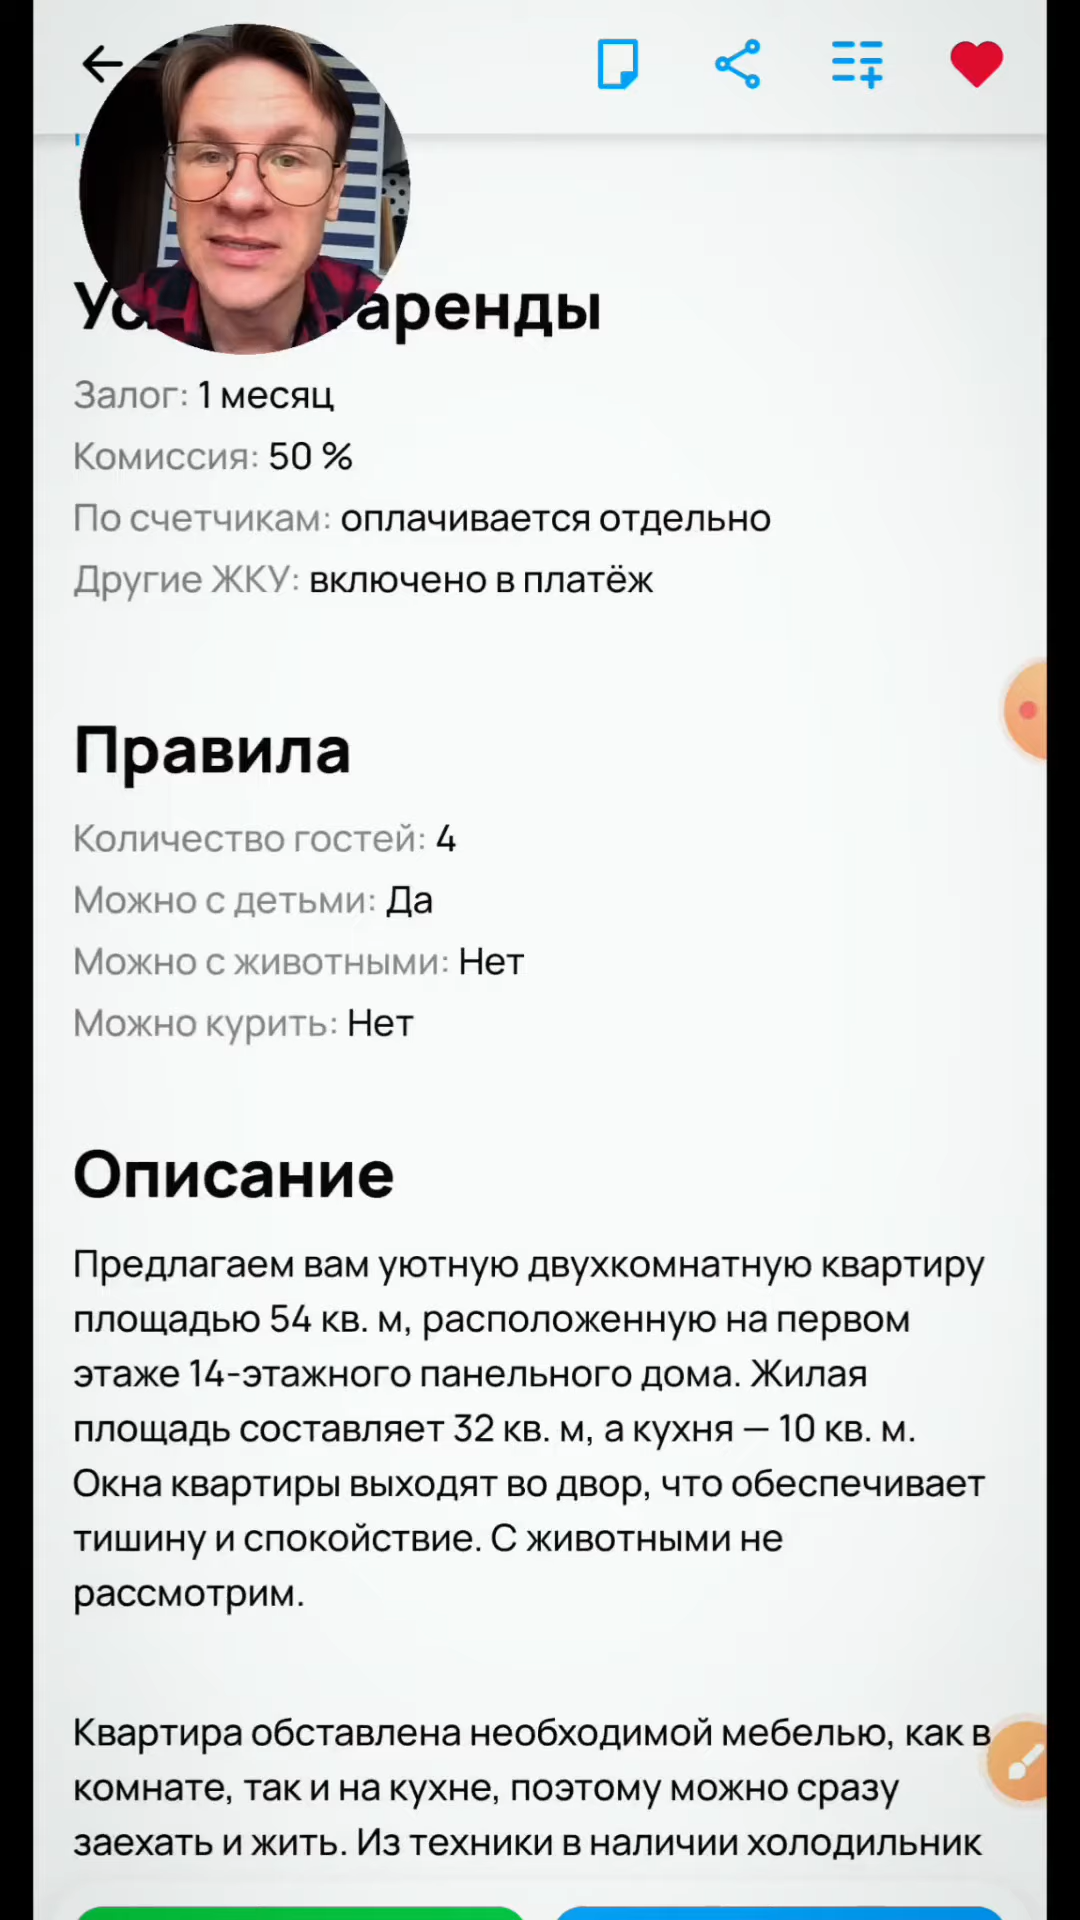 аренды
Залог: 1 месяц
Комиссия: 50 %
По счетчикам: оплачивается отдельно
Другие ЖКУ: включено в платёж
Правила
Количество гостей: 4
Можно с детьми: Да
Можно с животными: Нет
Можно курить: Нет
Описание
Предлагаем вам уютную двухкомнатную квартиру
площадью 54 кв. м, расположенную на первом
этаже 14-этажного панельного дома. Жилая
площадь составляет 32 кв. м, а кухня — 10 кв. м.
Окна квартиры выходят во двор, что обеспечивает
тишину и спокойствие. С животными не
рассмотрим.
Квартира обставлена необходимой мебелью, как в
комнате, так и на кухне, поэтому можно сразу
заехать и жить. Из техники в наличии холодильник